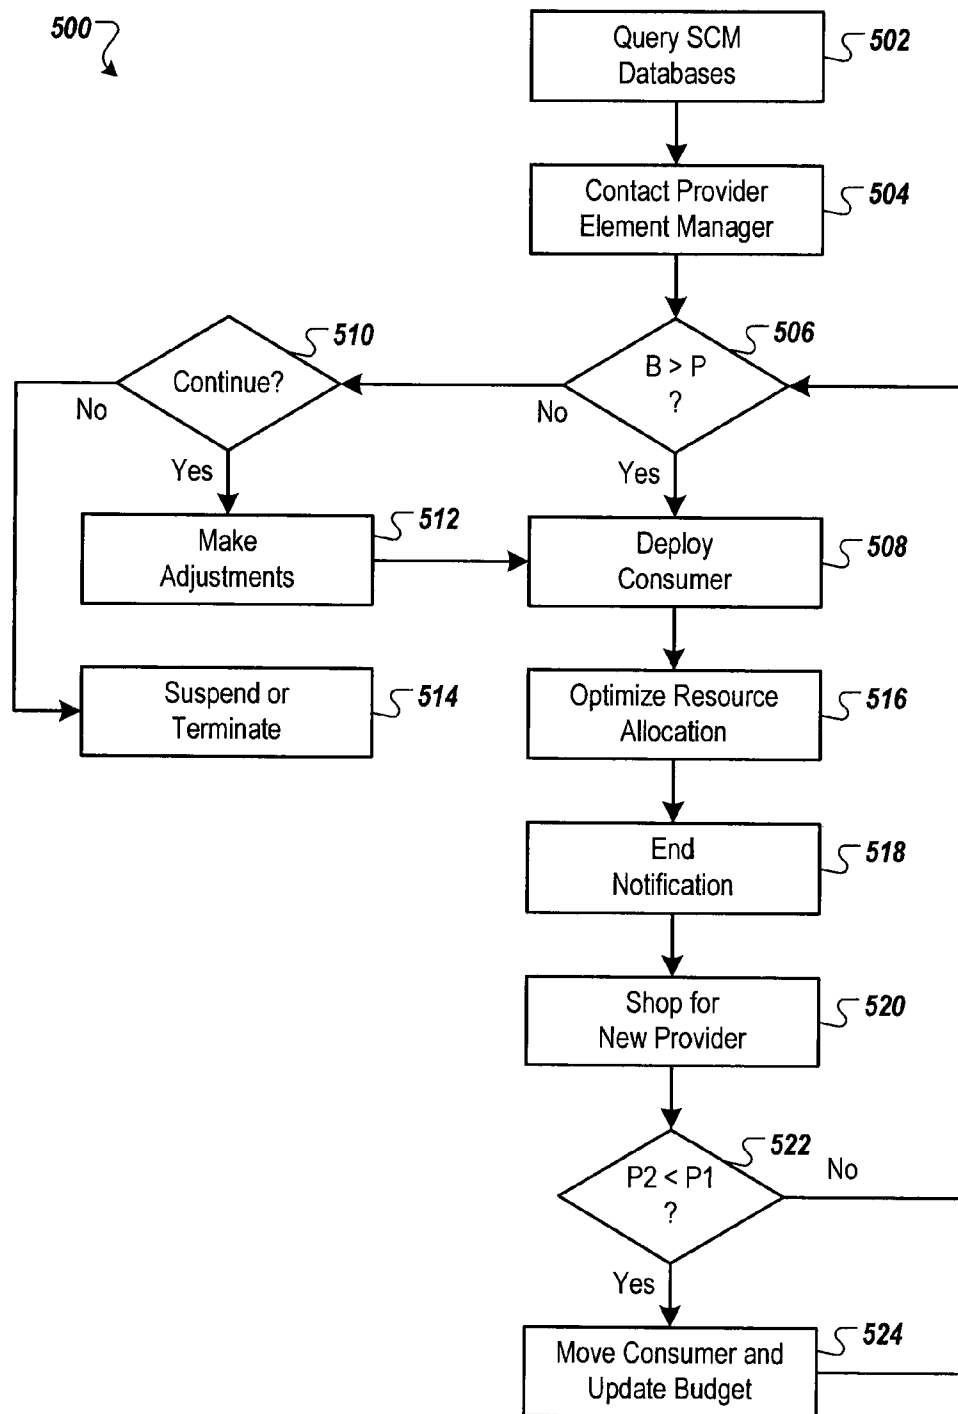 500
Query SCM
Databases
502
Contact Provider
Element Manager
504
B > P
?
506
No
Yes
Continue?
510
No
Yes
Make
Adjustments
512
Deploy
Consumer
508
Suspend or
Terminate
514
Optimize Resource
Allocation
516
End
Notification
518
Shop for
New Provider
520
P2 < P1
?
522
No
Yes
Move Consumer and
Update Budget
524